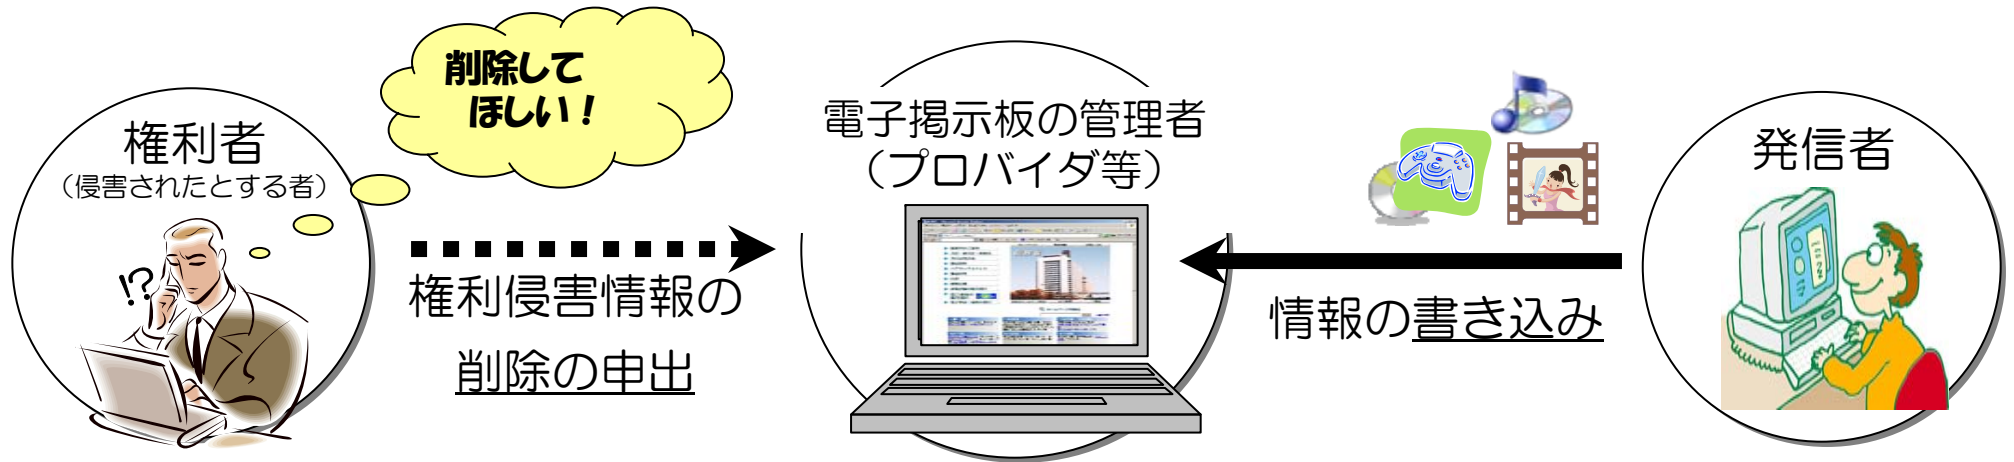 削除して
ほしい！
権利者
（侵害されたとする者）
!?
権利侵害情報の
削除の申出
電子掲示板の管理者
（プロバイダ等）
情報の書き込み
発信者